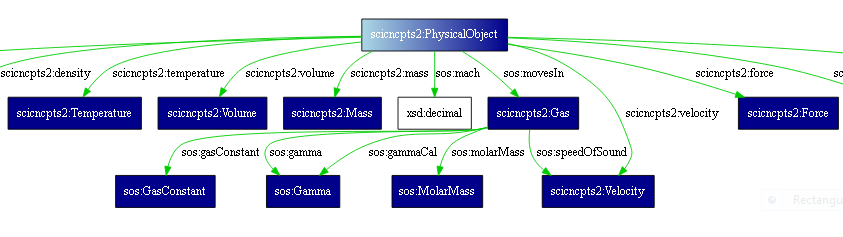 scicncpts2:PhysicalObject
scicncpts2:density
scicncpts2:temperature
scicncpts2:volume
scicncpts2:mass
sos:mach
sos:movesIn
scicncpts2:force
scicncpts2:Temperature
scicncpts2:Volume
scicncpts2:Mass
xsd:decimal
scicncpts2:Gas
scicncpts2:velocity
scicncpts2:Force
sos:gasConstant
sos:gamma
sos:gammaCal
sos:molarMass
sos:speedOfSound
sos:GasConstant
sos:Gamma
sos:MolarMass
scicncpts2:Velocity
Rectangu